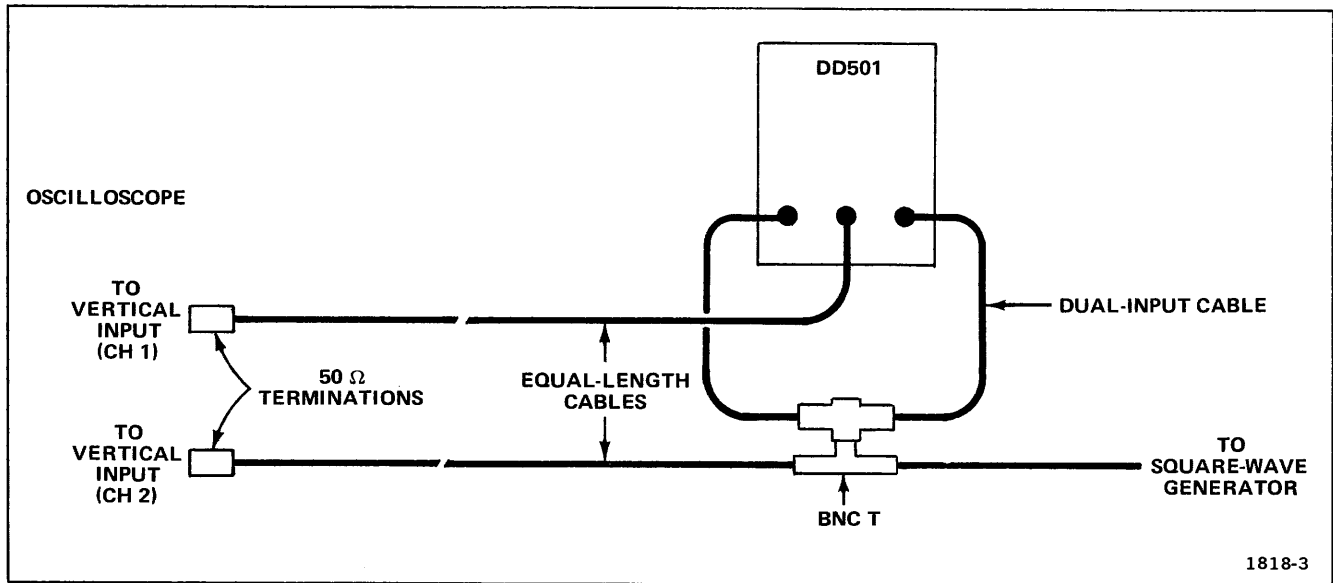 DD501
OSCILLOSCOPE
TO
VERTICAL
INPUT
(CH 1)
50 Ω
TERMINATIONS
EQUAL-LENGTH
CABLES
DUAL-INPUT CABLE
TO
VERTICAL
INPUT
(CH 2)
TO
SQUARE-WAVE
GENERATOR
BNC T
1818-3